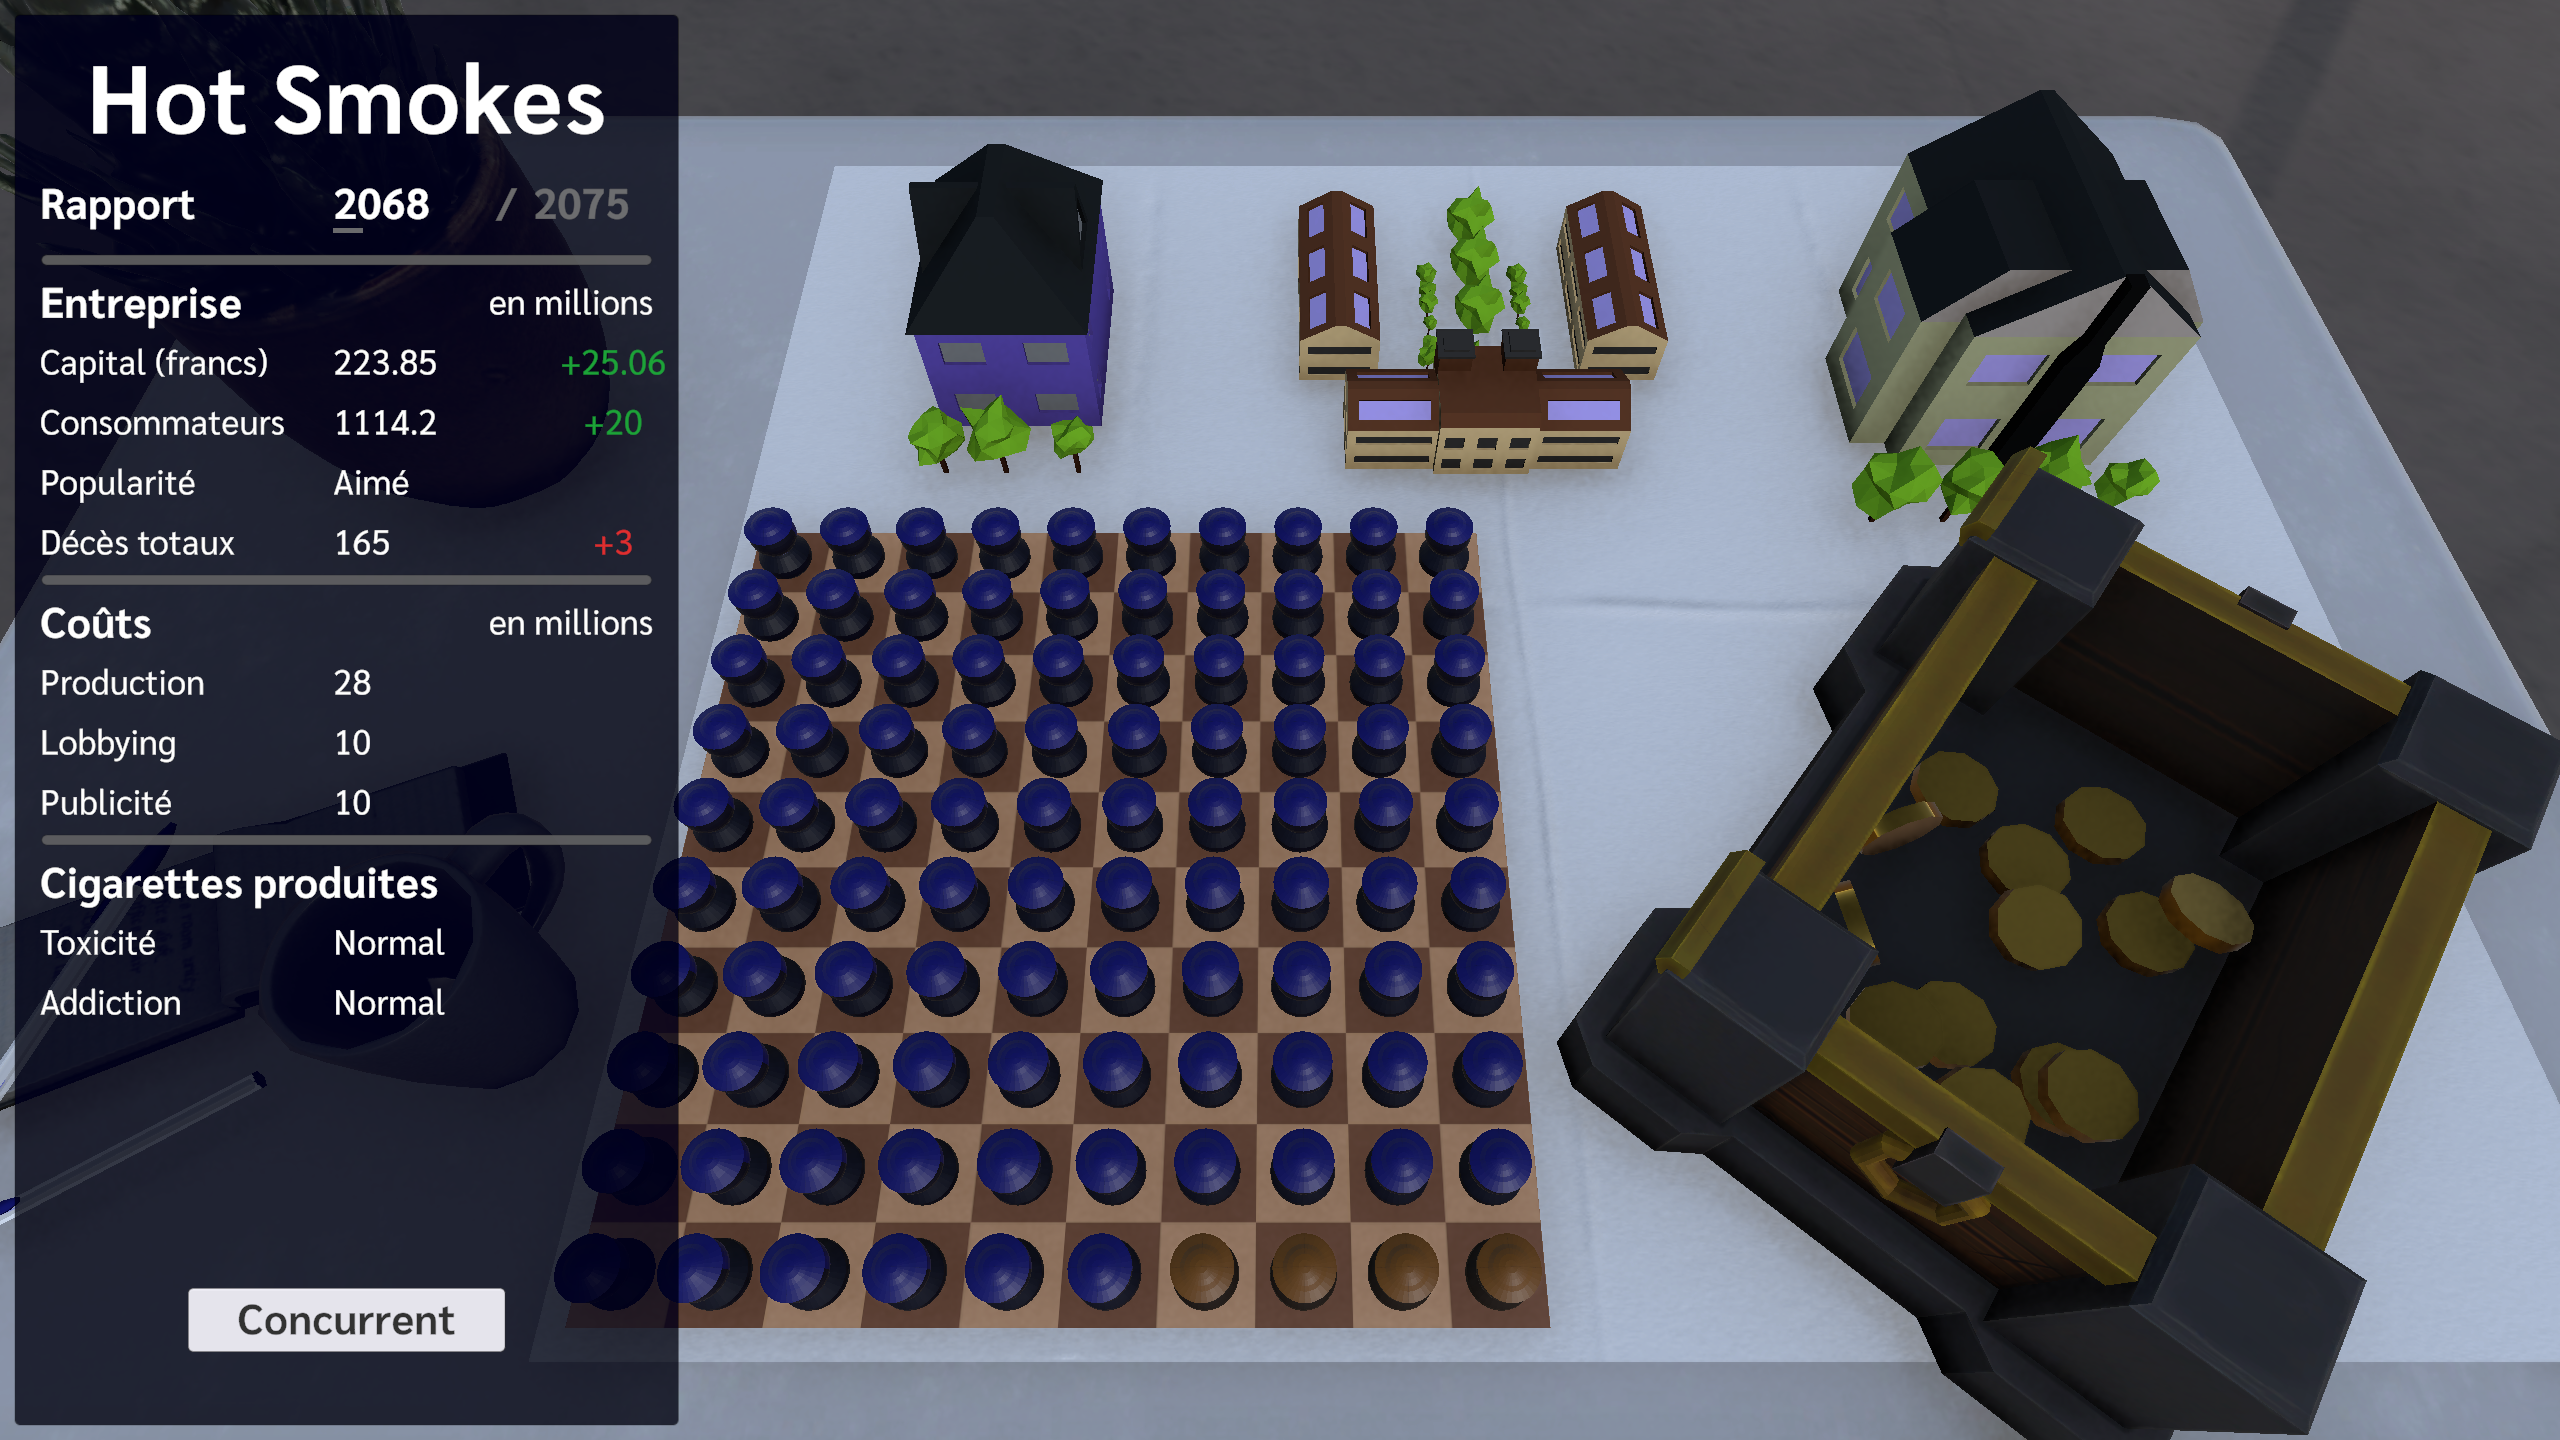 Hot Smokes
Rapport 2068 / 2075
Entreprise en millions
Capital (francs) 223.85 +25.06
Consommateurs 1114.2 +20
Popularité Aimé
Décès totaux 165 +3
Coûts en millions
Production 28
Lobbying 10
Publicité 10
Cigarettes produites
Toxicité Normal
Addiction Normal
Concurrent